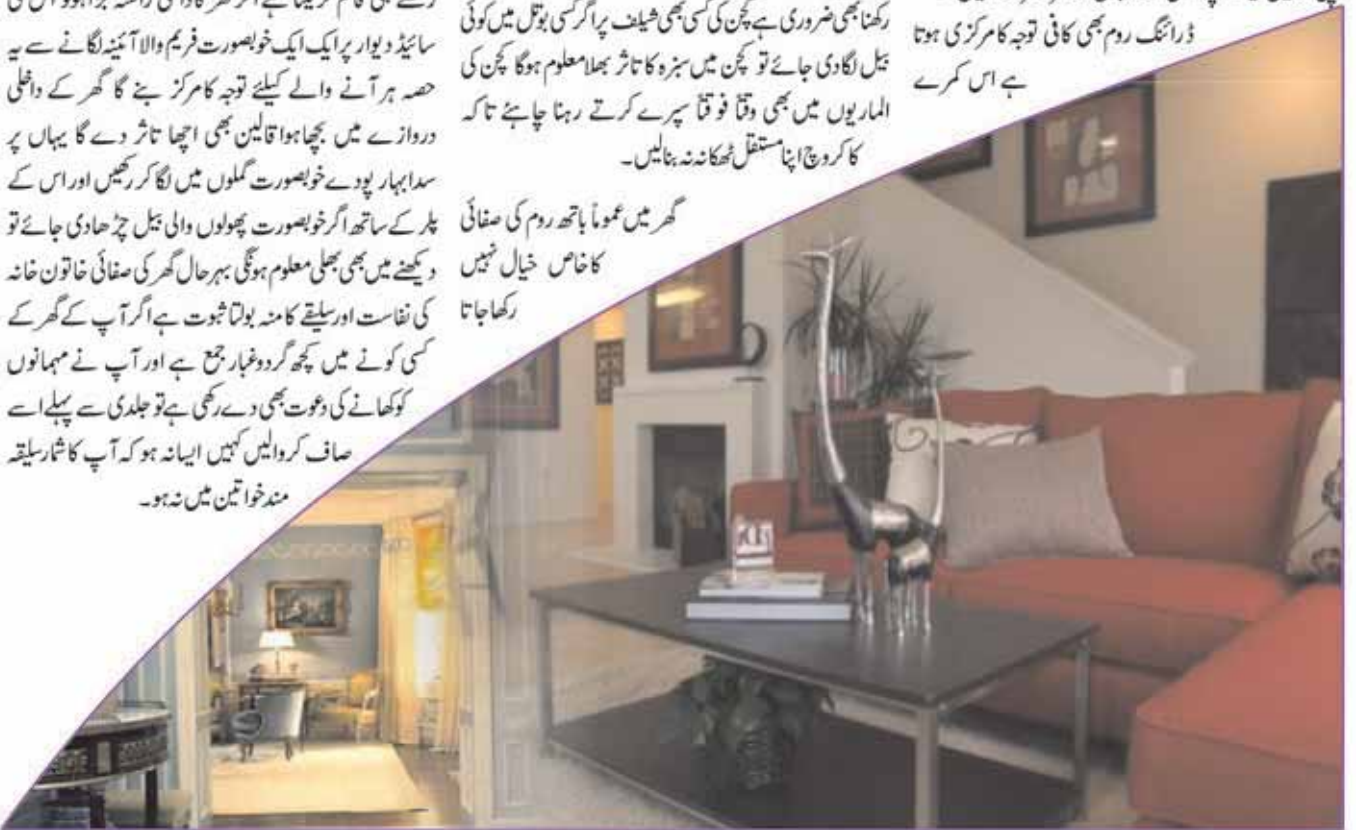 ڈرائنگ روم بھی کافی توجہ کا مرکزی ہوتا
ہے اس کمرے
رکھنا بھی ضروری ہے کچن کی کسی بھی شیلف پر اگر کسی بوتل میں کوئی
بیل لگادی جائے تو کچن میں سبزہ کا تاثر بھلا معلوم ہوگا کچن کی
الماریوں میں بھی وقتاً فوقتاً سپرے کرتے رہنا چاہئے تاکہ
کاکروچ اپنا مستقل ٹھکانہ نہ بنالیں۔
گھر میں عموماً باتھ روم کی صفائی
کا خاص خیال نہیں
رکھا جاتا
سائیڈ دیوار پر ایک ایک خوبصورت فریم والا آئینہ لگانے سے یہ
حصہ ہر آنے والے کیلئے توجہ کا مرکز بنے گا گھر کے داخلی
دروازے میں بچھا ہوا قالین بھی اچھا تاثر دے گا یہاں پر
سدا بہار پودے خوبصورت گملوں میں لگا کر رکھیں اور اس کے
پلر کے ساتھ اگر خوبصورت پھولوں والی بیل چڑھادی جائے تو
دیکھنے میں بھی بھلی معلوم ہونگی بہرحال گھر کی صفائی خاتون خانہ
کی نفاست اور سلیقے کا منہ بولتا ثبوت ہے اگر آپ کے گھر کے
کسی کونے میں کچھ گردوغبار جمع ہے اور آپ نے مہمانوں
کو کھانے کی دعوت بھی دے رکھی ہے تو جلدی سے پہلے اسے
صاف کروالیں کہیں ایسا نہ ہو کہ آپ کا شمار سلیقہ
مند خواتین میں نہ ہو۔